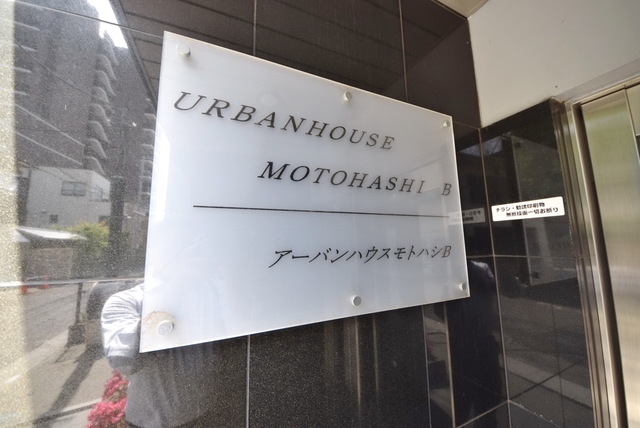 URBANHOUSE
MOTOHASHI B
アーバンハウスモトハシB
チラシ・勧誘印刷物
無断投函一切お断り